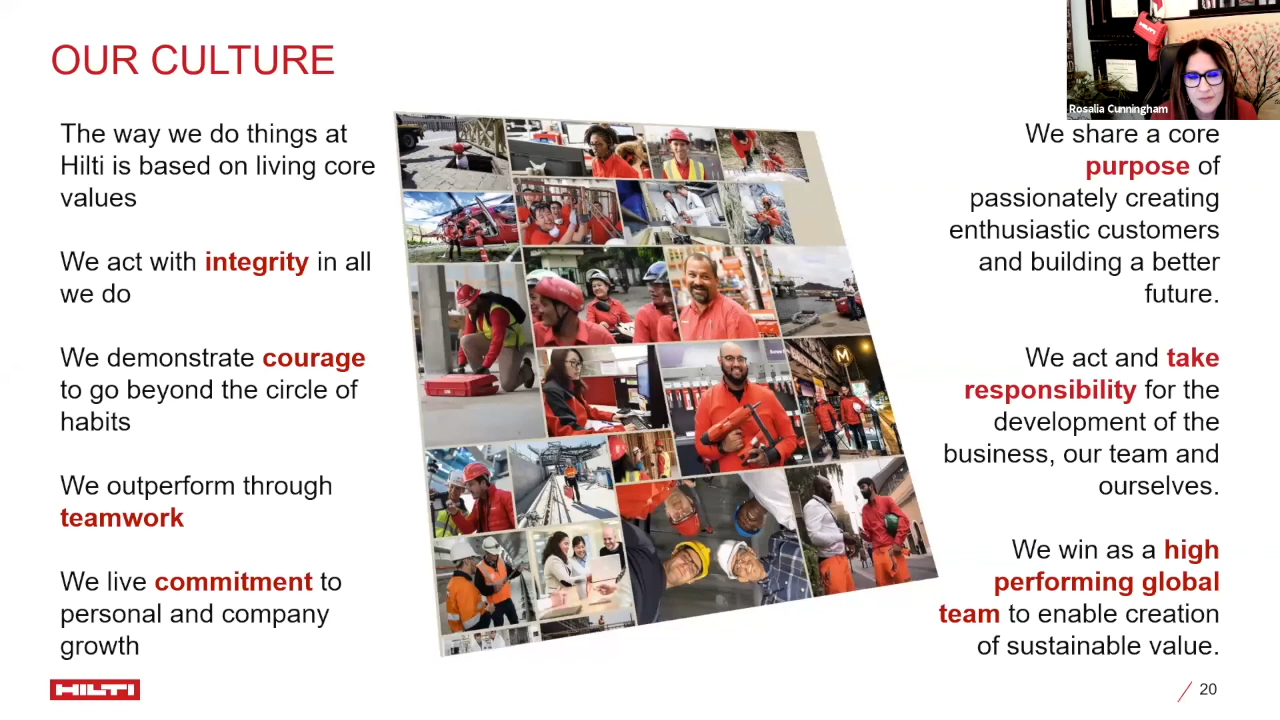 OUR CULTURE
The way we do things at
Hilti is based on living core
values
We act with integrity in all
we do
We demonstrate courage
to go beyond the circle of
habits
We outperform through
teamwork
We live commitment to
personal and company
growth
HILTI
M
HILTI
Rosalia Cunningham
We share a core
purpose of
passionately creating
enthusiastic customers
and building a better
future.
We act and take
responsibility for the
development of the
business, our team and
ourselves.
We win as a high
performing global
team to enable creation
of sustainable value.
20